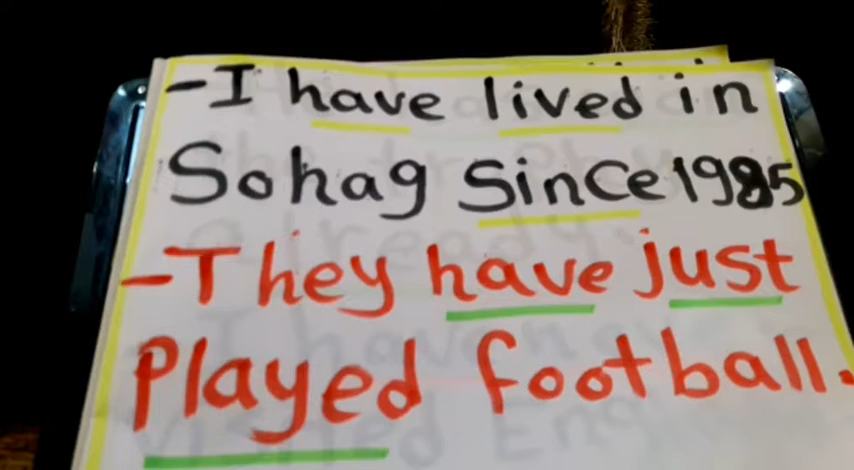 - I have lived in
Sohag since 1985
- They have just
Played football.